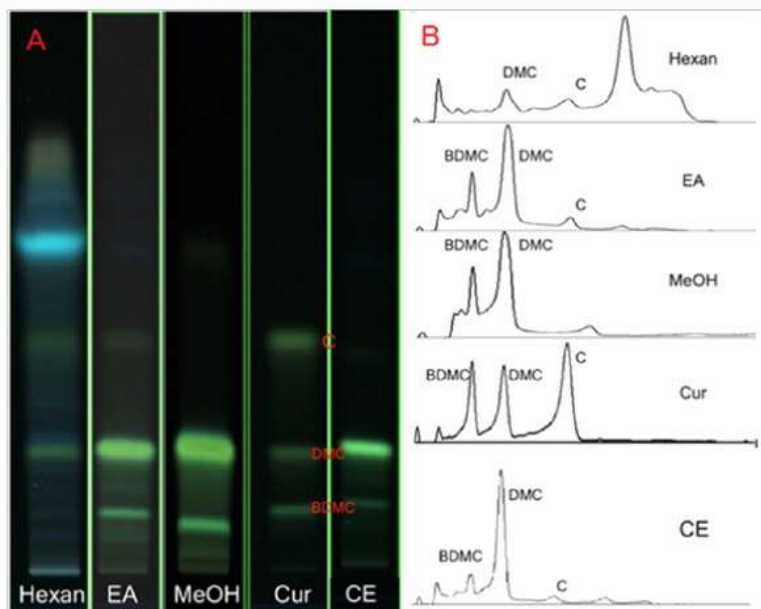 A
C
DMC
BDMC
Hexan EA MeOH Cur CE
B
DMC C Hexan
BDMC DMC C EA
BDMC DMC MeOH
BDMC DMC C Cur
DMC
BDMC C CE